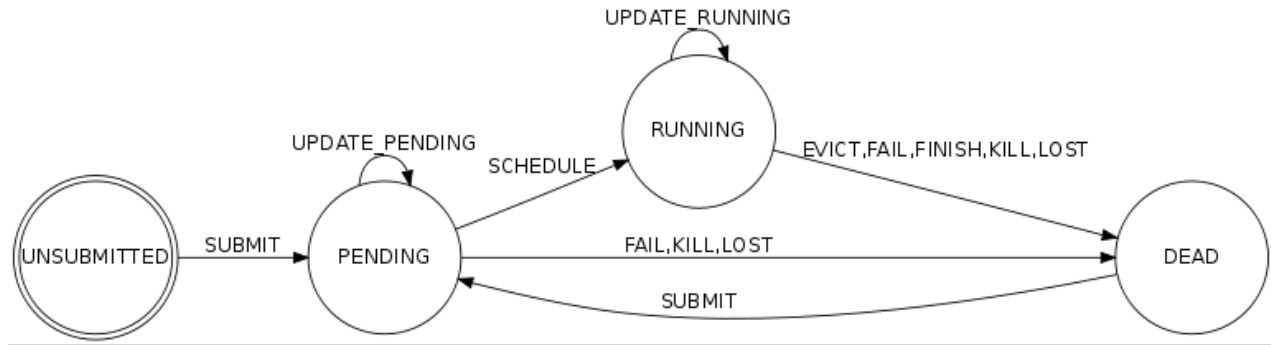 UPDATE_RUNNING
RUNNING
UPDATE_PENDING
EVICT,FAIL,FINISH,KILL,LOST
SCHEDULE
SUBMIT
FAIL,KILL,LOST
UNSUBMITTED
PENDING
DEAD
SUBMIT